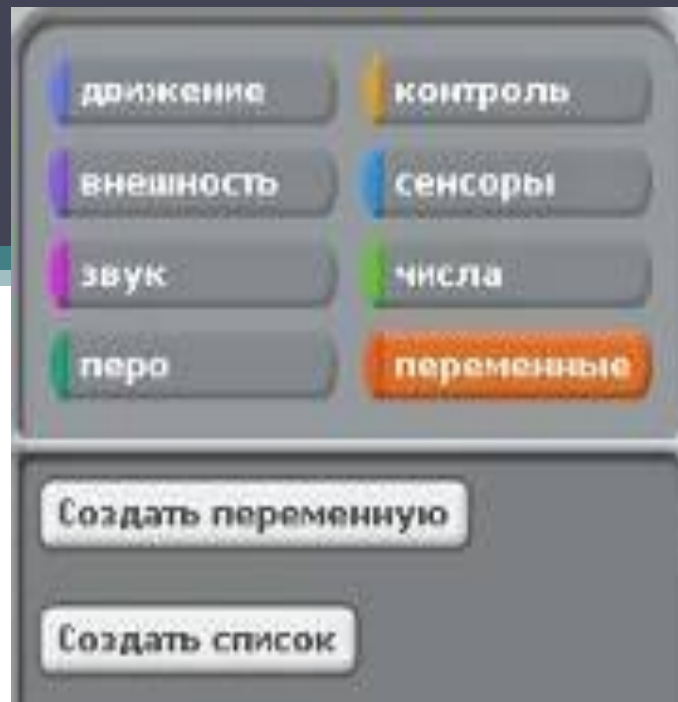 движение контроль
внешность сенсоры
звук числа
перо переменные
Создать переменную
Создать список